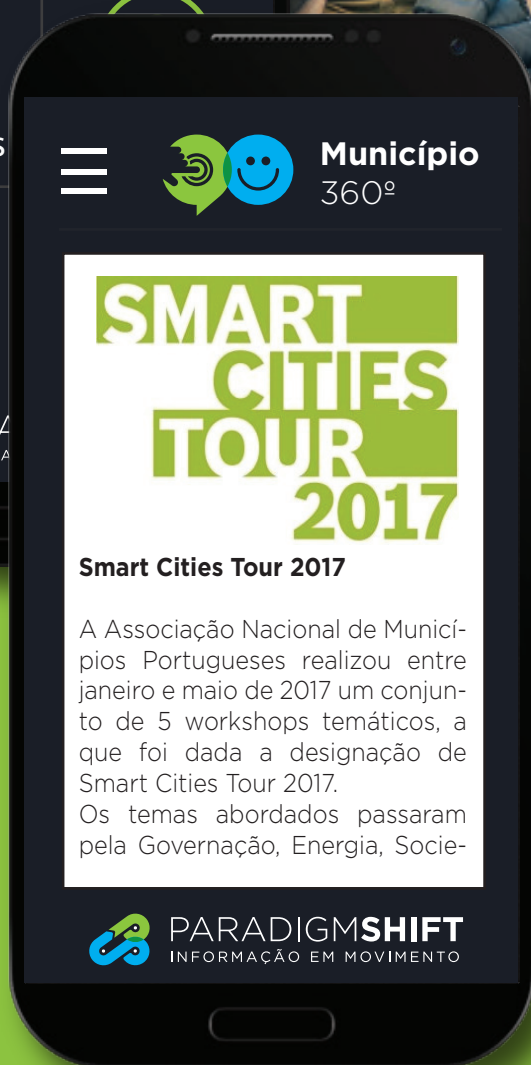 Município
360º
SMART
CITIES
TOUR
2017
Smart Cities Tour 2017
A Associação Nacional de Municí-
pios Portugueses realizou entre
janeiro e maio de 2017 um conjun-
to de 5 workshops temáticos, a
que foi dada a designação de
Smart Cities Tour 2017.
Os temas abordados passaram
pela Governação, Energia, Socie-
PARADIGMSHIFT
INFORMAÇÃO EM MOVIMENTO